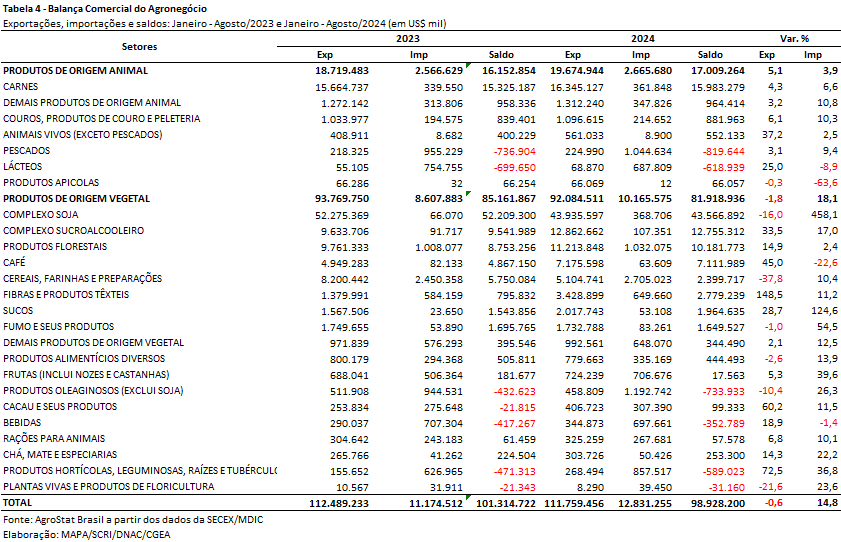 Tabela 4 - Balança Comercial do Agronegócio
Exportações, importações e saldos: Janeiro - Agosto/2023 e Janeiro - Agosto/2024 (em US$ mil)
Setores 2023 2024 Var. %
Exp Imp Saldo Exp Imp Saldo Exp Imp
PRODUTOS DE ORIGEM ANIMAL 18.719.483 2.566.629 16.152.854 19.674.944 2.665.680 17.009.264 5,1 3,9
CARNES 15.664.737 339.550 15.325.187 16.345.127 361.848 15.983.279 4,3 6,6
DEMAIS PRODUTOS DE ORIGEM ANIMAL 1.272.142 313.806 958.336 1.312.240 347.826 964.414 3,2 10,8
COUROS, PRODUTOS DE COURO E PELETERIA 1.033.977 194.575 839.401 1.096.615 214.652 881.963 6,1 10,3
ANIMAIS VIVOS (EXCETO PESCADOS) 408.911 8.682 400.229 561.033 8.900 552.133 37,2 2,5
PESCADOS 218.325 955.229 -736.904 224.990 1.044.634 -819.644 3,1 9,4
LÁCTEOS 55.105 754.755 -699.650 68.870 687.809 -618.939 25,0 -8,9
PRODUTOS APICOLAS 66.286 32 66.254 66.069 12 66.057 -0,3 -63,6
PRODUTOS DE ORIGEM VEGETAL 93.769.750 8.607.883 85.161.867 92.084.511 10.165.575 81.918.936 -1,8 18,1
COMPLEXO SOJA 52.275.369 66.070 52.209.300 43.935.597 368.706 43.566.892 -16,0 458,1
COMPLEXO SUCROALCOOLEIRO 9.633.706 91.717 9.541.989 12.862.662 107.351 12.755.312 33,5 17,0
PRODUTOS FLORESTAIS 9.761.333 1.008.077 8.753.256 11.213.848 1.032.075 10.181.773 14,9 2,4
CAFÉ 4.949.283 82.133 4.867.150 7.175.598 63.609 7.111.989 45,0 -22,6
CEREAIS, FARINHAS E PREPARAÇÕES 8.200.442 2.450.358 5.750.084 5.104.741 2.705.023 2.399.717 -37,8 10,4
FIBRAS E PRODUTOS TÊXTEIS 1.379.991 584.159 795.832 3.428.899 649.660 2.779.239 148,5 11,2
SUCOS 1.567.506 23.650 1.543.856 2.017.743 53.108 1.964.635 28,7 124,6
FUMO E SEUS PRODUTOS 1.749.655 53.890 1.695.765 1.732.788 83.261 1.649.527 -1,0 54,5
DEMAIS PRODUTOS DE ORIGEM VEGETAL 971.839 576.293 395.546 992.561 648.070 344.490 2,1 12,5
PRODUTOS ALIMENTÍCIOS DIVERSOS 800.179 294.368 505.811 779.663 335.169 444.493 -2,6 13,9
FRUTAS (INCLUI NOZES E CASTANHAS) 688.041 506.364 181.677 724.239 706.676 17.563 5,3 39,6
PRODUTOS OLEAGINOSOS (EXCLUI SOJA) 511.908 944.531 -432.623 458.809 1.192.742 -733.933 -10,4 26,3
CACAU E SEUS PRODUTOS 253.834 275.648 -21.815 406.723 307.390 99.333 60,2 11,5
BEBIDAS 290.037 707.304 -417.267 344.873 697.661 -352.789 18,9 -1,4
RAÇÕES PARA ANIMAIS 304.642 243.183 61.459 325.259 267.681 57.578 6,8 10,1
CHÁ, MATE E ESPECIARIAS 265.766 41.262 224.504 303.726 50.426 253.300 14,3 22,2
PRODUTOS HORTÍCOLAS, LEGUMINOSAS, RAÍZES E TUBÉRCULO 155.652 626.965 -471.313 268.494 857.517 -589.023 72,5 36,8
PLANTAS VIVAS E PRODUTOS DE FLORICULTURA 10.567 31.911 -21.343 8.290 39.450 -31.160 -21,6 23,6
TOTAL 112.489.233 11.174.512 101.314.722 111.759.456 12.831.255 98.928.200 -0,6 14,8
Fonte: AgroStat Brasil a partir dos dados da SECEX/MDIC
Elaboração: MAPA/SCRI/DNAC/CGEA